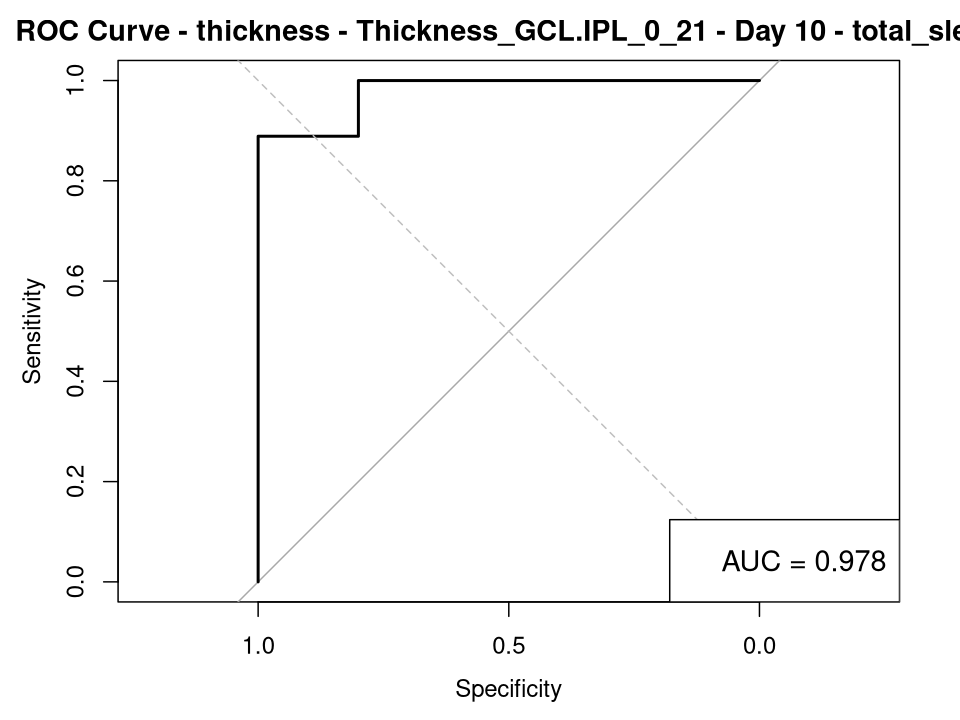 ROC Curve - thickness - Thickness_GCL.IPL_0_21 - Day 10 - total_sle
1.0
0.8
0.6
0.4
0.2
0.0
Sensitivity
AUC = 0.978
1.0 0.5 0.0
Specificity